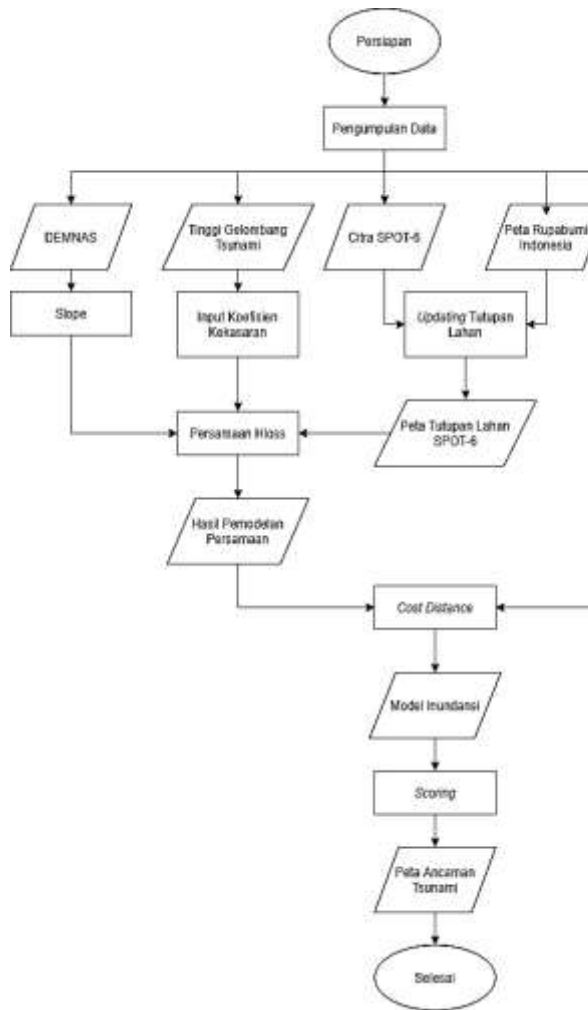 Persiapan
Pengumpulan Data
DEMNAS
Tinggi Gelombang
Tsunami
Citra SPOT-6
Peta Rupabumi
Indonesia
Slope
Input Koefisien
Kekasaran
Updating Tutupan
Lahan
Persamaan Hloss
Peta Tutupan Lahan
SPOT-6
Hasil Pemodelan
Persamaan
Cost Distance
Model Inundasi
Scoring
Peta Ancaman
Tsunami
Selesai